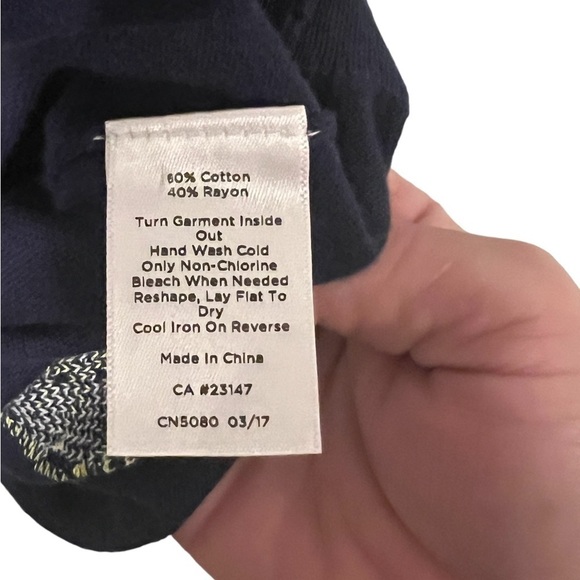 60% Cotton
40% Rayon
Turn Garment Inside
Out
Hand Wash Cold
Only Non-Chlorine
Bleach When Needed
Reshape, Lay Flat To
Dry
Cool Iron On Reverse
Made In China
CA #23147
CN5080 03/17